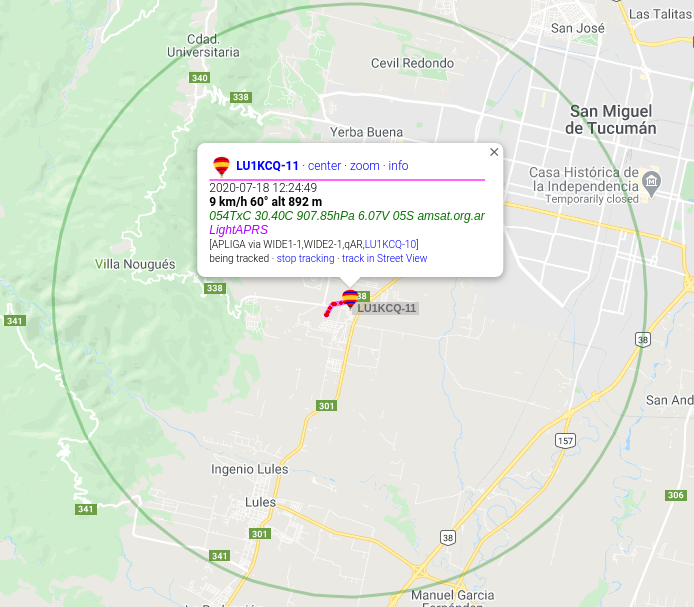 Las Talitas
San José
Cdad.
Universitaria
Cevil Redondo
340
338
San Miguel
de Tucumán
Yerba Buena
LU1KCQ-11 · center · zoom · info
2020-07-18 12:24:49
9 km/h 60° alt 892 m
054TxC 30.40C 907.85hPa 6.07V 05S amsat.org.ar
LightAPRS
[APLIGA via WIDE1-1,WIDE2-1,qAR,LU1KCQ-10]
being tracked · stop tracking · track in Street View
Casa Histórica de
la Independencia
Temporarily closed
Villa Nougués
338
38
LU1KCQ-11
341
38
301
San And
157
Ingenio Lules
306
Lules
341
301
38
341
Manuel Garcia
Fernández